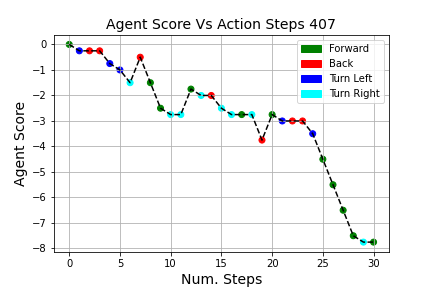 Agent Score Vs Action Steps 407
Agent Score
0
−1
−2
−3
−4
−5
−6
−7
−8
Forward
Back
Turn Left
Turn Right
0 5 10 15 20 25 30
Num. Steps